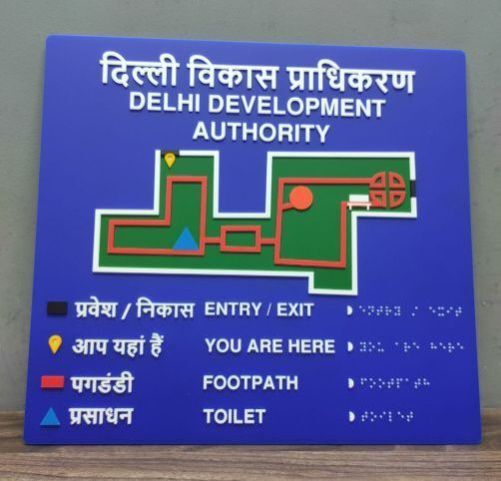 दिल्ली विकास प्राधिकरण
DELHI DEVELOPMENT
AUTHORITY
प्रवेश / निकास ENTRY / EXIT ⠑⠝⠞⠗⠽ ⠌ ⠑⠭⠊⠞
आप यहां हैं YOU ARE HERE ⠽⠕⠥ ⠁⠗⠑ ⠓⠑⠗⠑
पगडंडी FOOTPATH ⠋⠕⠕⠞⠏⠁⠞⠓
प्रसाधन TOILET ⠞⠕⠊⠇⠑⠞